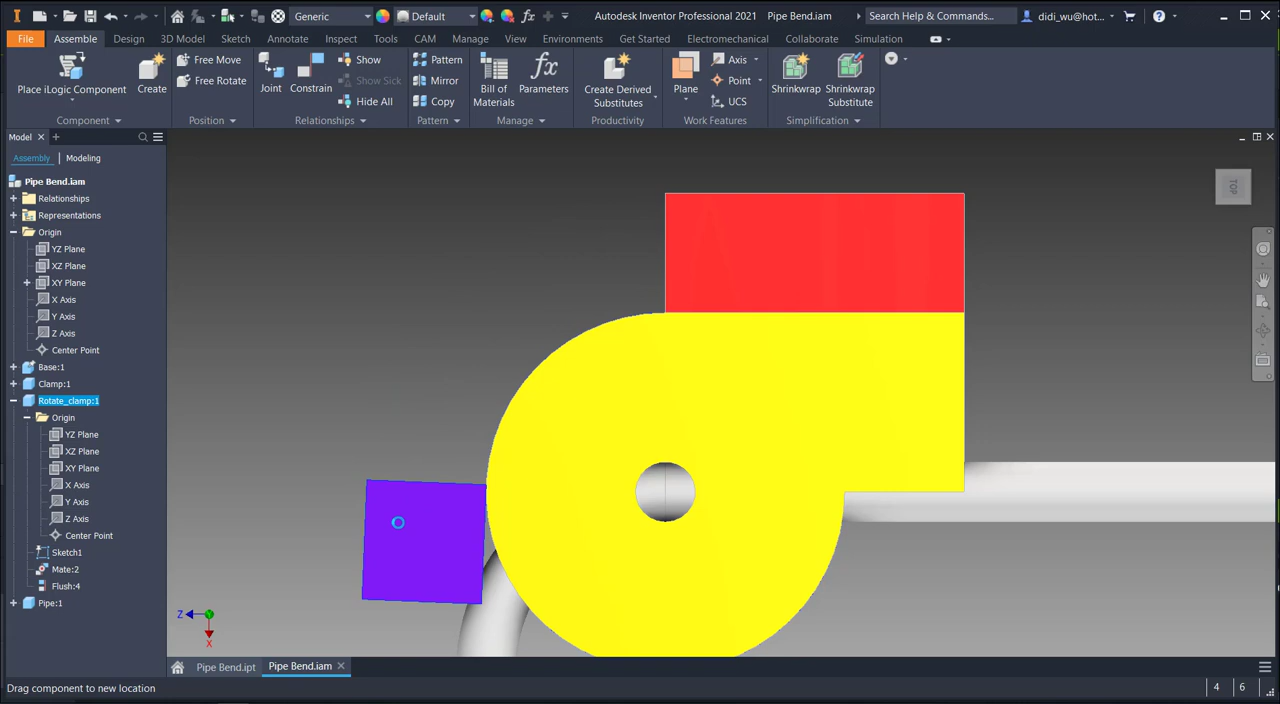 Generic
Default
Autodesk Inventor Professional 2021 Pipe Bend.iam
Search Help & Commands...
didi_wu@hot...
File
Assemble
Design
3D Model
Sketch
Annotate
Inspect
Tools
CAM
Manage
View
Environments
Get Started
Electromechanical
Collaborate
Simulation
Free Move
Show
Pattern
Axis
Free Rotate
Show Sick
Mirror
Point
Place iLogic Component
Create
Joint
Constrain
Hide All
Copy
Bill of
Materials
Parameters
Create Derived
Substitutes
Plane
UCS
Shrinkwrap
Shrinkwrap
Substitute
Component
Position
Relationships
Pattern
Manage
Productivity
Work Features
Simplification
Model
Assembly
Modeling
Pipe Bend.iam
Relationships
Representations
Origin
YZ Plane
XZ Plane
XY Plane
X Axis
Y Axis
Z Axis
Center Point
Base:1
Clamp:1
Rotate_clamp:1
Origin
YZ Plane
XZ Plane
XY Plane
X Axis
Y Axis
Z Axis
Center Point
Sketch1
Mate:2
Flush:4
Pipe:1
TOP
Z
X
Pipe Bend.ipt
Pipe Bend.iam
Drag component to new location
4
6